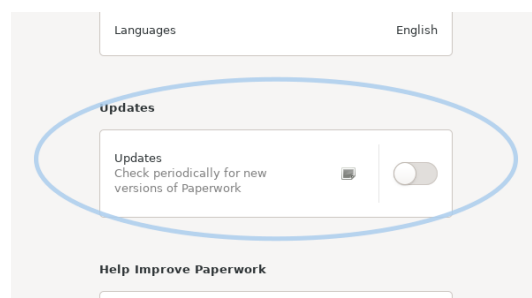 Languages English
Updates
Updates
Check periodically for new
versions of Paperwork
Help Improve Paperwork